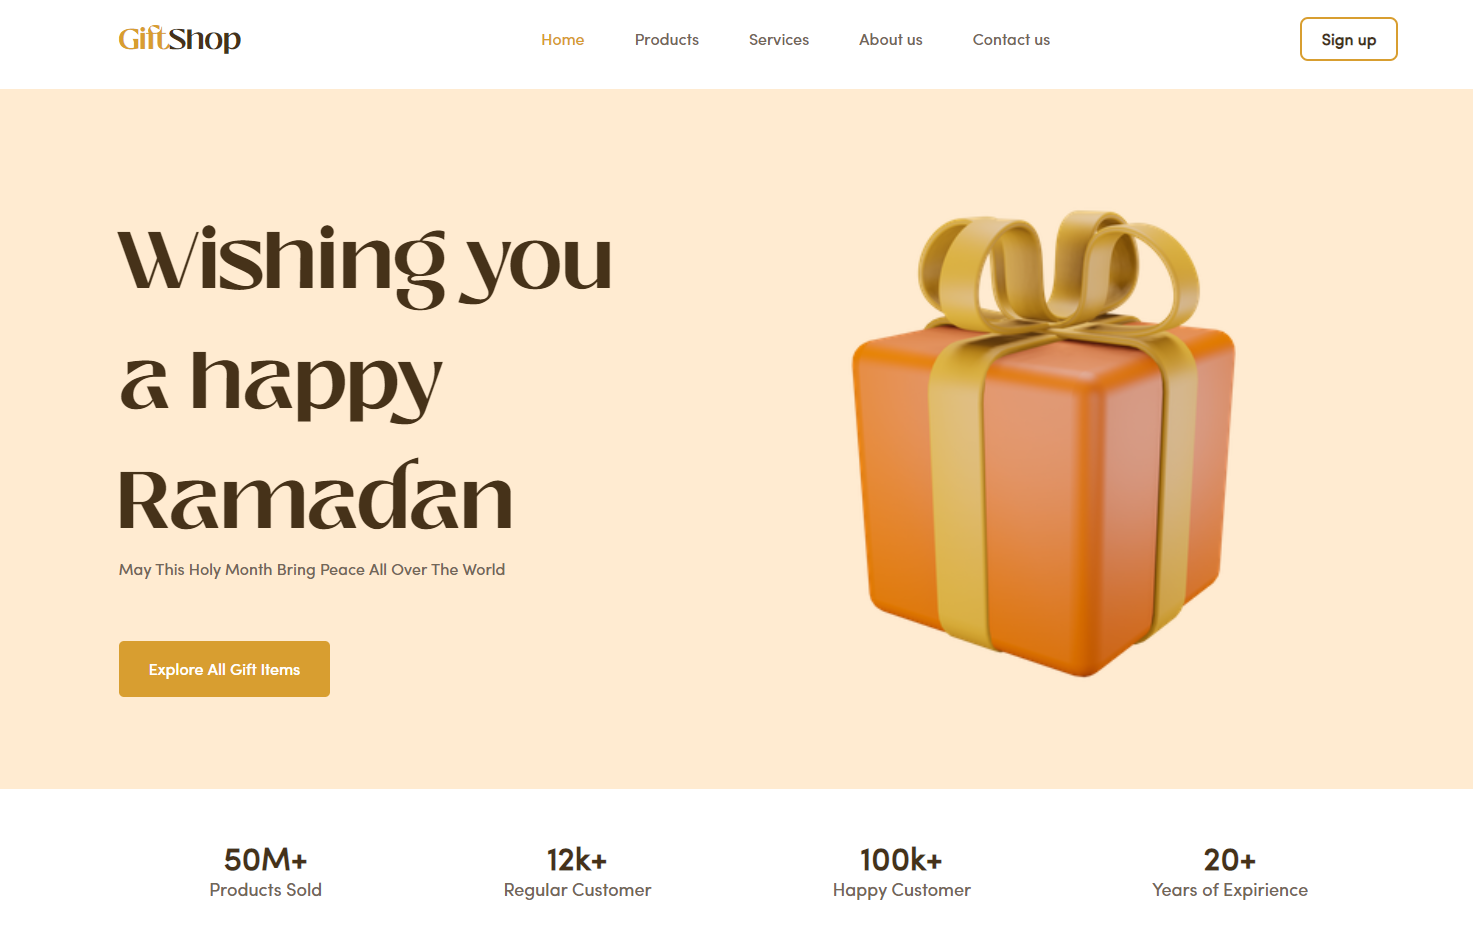 GiftShop
Home
Products
Services
About us
Contact us
Sign up
Wishing you
a happy
Ramadan
May This Holy Month Bring Peace All Over The World
Explore All Gift Items
50M+
Products Sold
12k+
Regular Customer
100k+
Happy Customer
20+
Years of Expirience